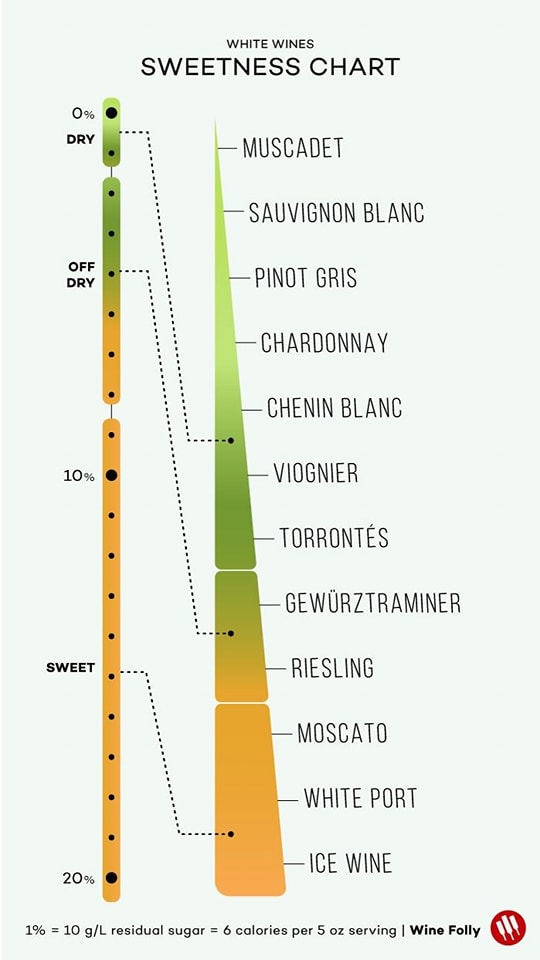 WHITE WINES
SWEETNESS CHART
0%
DRY
OFF
DRY
10%
SWEET
20%
MUSCADET
SAUVIGNON BLANC
PINOT GRIS
CHARDONNAY
CHENIN BLANC
VIOGNIER
TORRONTÉS
GEWÜRZTRAMINER
RIESLING
MOSCATO
WHITE PORT
ICE WINE
1% = 10 g/L residual sugar = 6 calories per 5 oz serving | Wine Folly